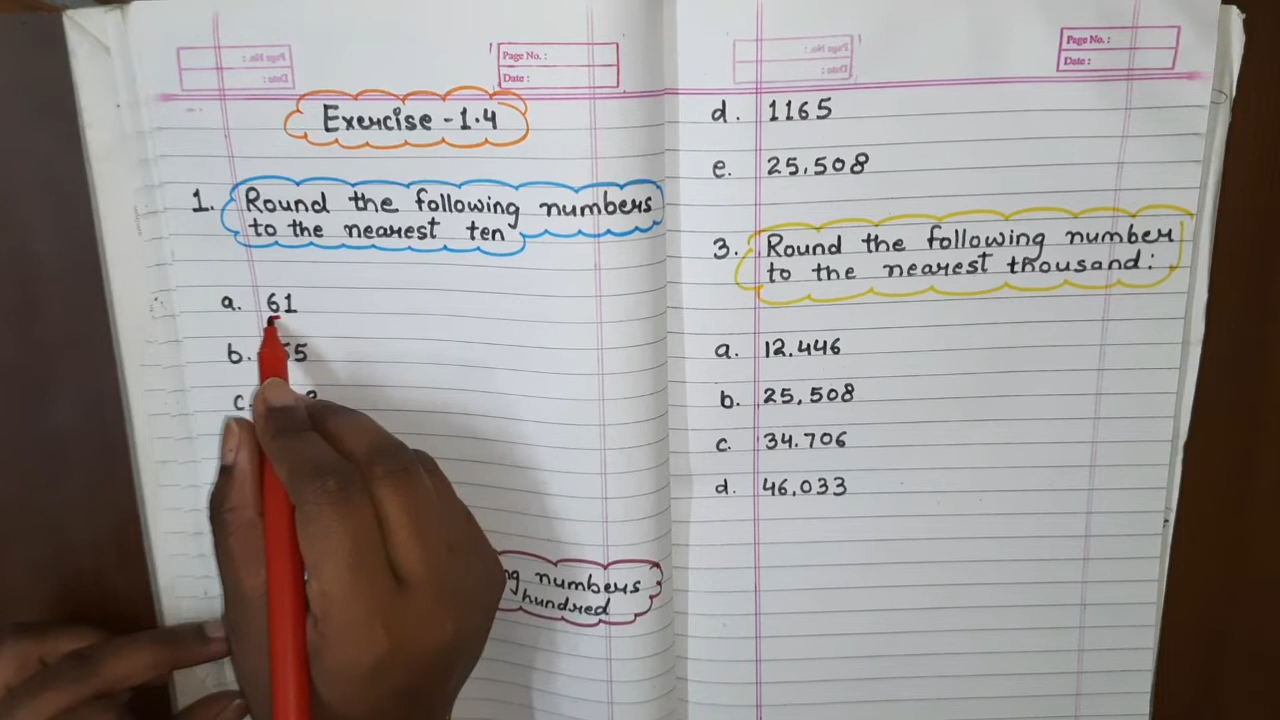 Page No. :
Date :
Exercise - 1.4
1. Round the following numbers
to the nearest ten
a. 61
b. 55
c.
numbers
hundred
Page No. :
Date :
d. 1165
e. 25,508
3. Round the following number
to the nearest thousand:
a. 12.446
b. 25,508
c. 34.706
d. 46,033